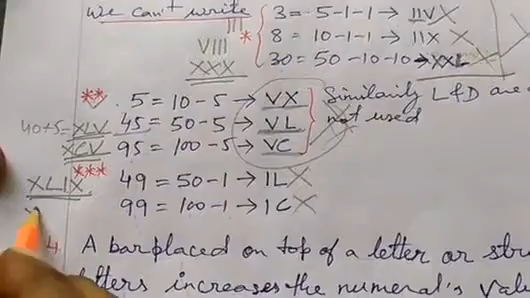 we can't write
III 3 = 5-1-1 → IIV X
VIII * 8 = 10-1-1 → IIX X
XXX 30 = 50-10-10 → XXL X
** 5 = 10-5 → VX Similarly L & D are
40+5=XLV 45 = 50-5 → VL not used
XCV 95 = 100-5 → VC
***
XLIX 49 = 50-1 → IL X
99 = 100-1 → IC X
4. A bar placed on top of a letter or
letters increases the numeral's